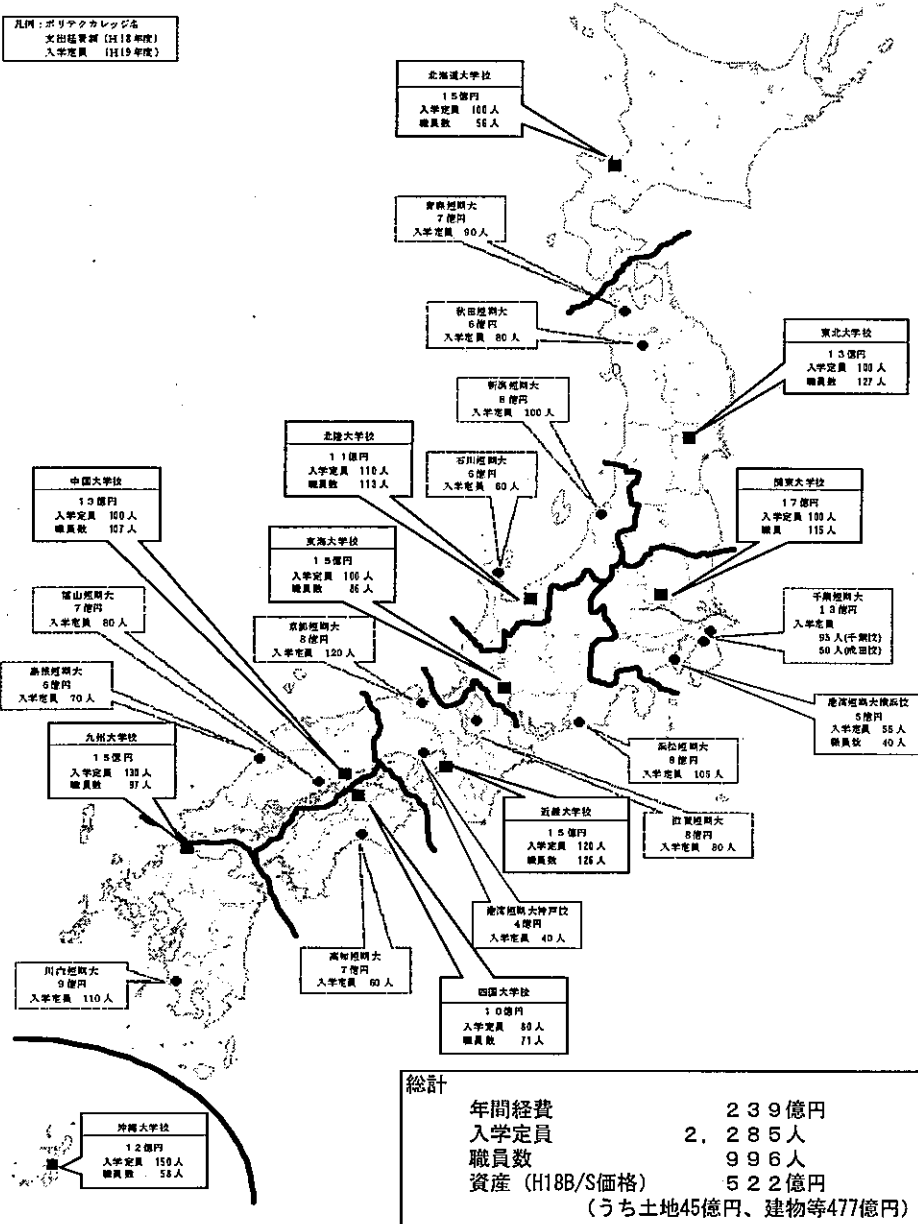 凡例：ポリテクカレッジ名
支出経費額（H18年度）
入学定員 （H19年度）
北海道大学校
15億円
入学定員 100人
職員数 56人
青森短期大
7億円
入学定員 90人
秋田短期大
6億円
入学定員 80人
東北大学校
13億円
入学定員 100人
職員数 127人
新潟短期大
8億円
入学定員 100人
北陸大学校
11億円
入学定員 110人
職員数 113人
石川短期大
6億円
入学定員 60人
中国大学校
13億円
入学定員 100人
職員数 107人
関東大学校
17億円
入学定員 100人
職員 115人
東海大学校
15億円
入学定員 100人
職員数 86人
福山短期大
7億円
入学定員 80人
京都短期大
8億円
入学定員 120人
千葉短期大
13億円
入学定員
95人(千葉校)
50人(成田校)
島根短期大
6億円
入学定員 70人
港湾短期大横浜校
5億円
入学定員 55人
職員数 40人
九州大学校
15億円
入学定員 130人
職員数 97人
浜松短期大
8億円
入学定員 105人
近畿大学校
15億円
入学定員 120人
職員数 126人
滋賀短期大
8億円
入学定員 80人
港湾短期大神戸校
4億円
入学定員 40人
高知短期大
7億円
入学定員 60人
川内短期大
9億円
入学定員 110人
四国大学校
10億円
入学定員 80人
職員数 71人
沖縄大学校
12億円
入学定員 150人
職員数 58人
総計
年間経費 239億円
入学定員 2，285人
職員数 996人
資産（H18B/S価格） 522億円
（うち土地45億円、建物等477億円）